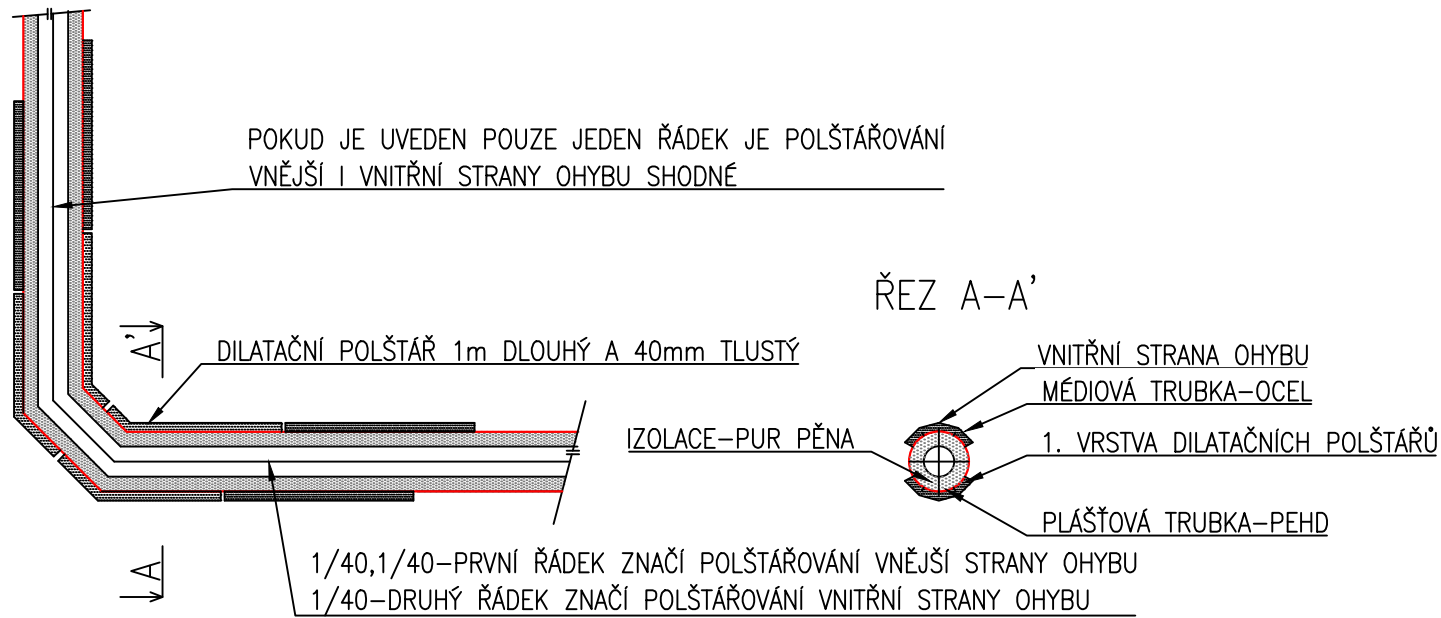 POKUD JE UVEDEN POUZE JEDEN ŘÁDEK JE POLŠTÁŘOVÁNÍ
VNĚJŠÍ I VNITŘNÍ STRANY OHYBU SHODNÉ
ŘEZ A-A'
A'
DILATAČNÍ POLŠTÁŘ 1m DLOUHÝ A 40mm TLUSTÝ
VNITŘNÍ STRANA OHYBU
MÉDIOVÁ TRUBKA-OCEL
IZOLACE-PUR PĚNA
1. VRSTVA DILATAČNÍCH POLŠTÁŘŮ
PLÁŠŤOVÁ TRUBKA-PEHD
A
1/40,1/40-PRVNÍ ŘÁDEK ZNAČÍ POLŠTÁŘOVÁNÍ VNĚJŠÍ STRANY OHYBU
1/40-DRUHÝ ŘÁDEK ZNAČÍ POLŠTÁŘOVÁNÍ VNITŘNÍ STRANY OHYBU